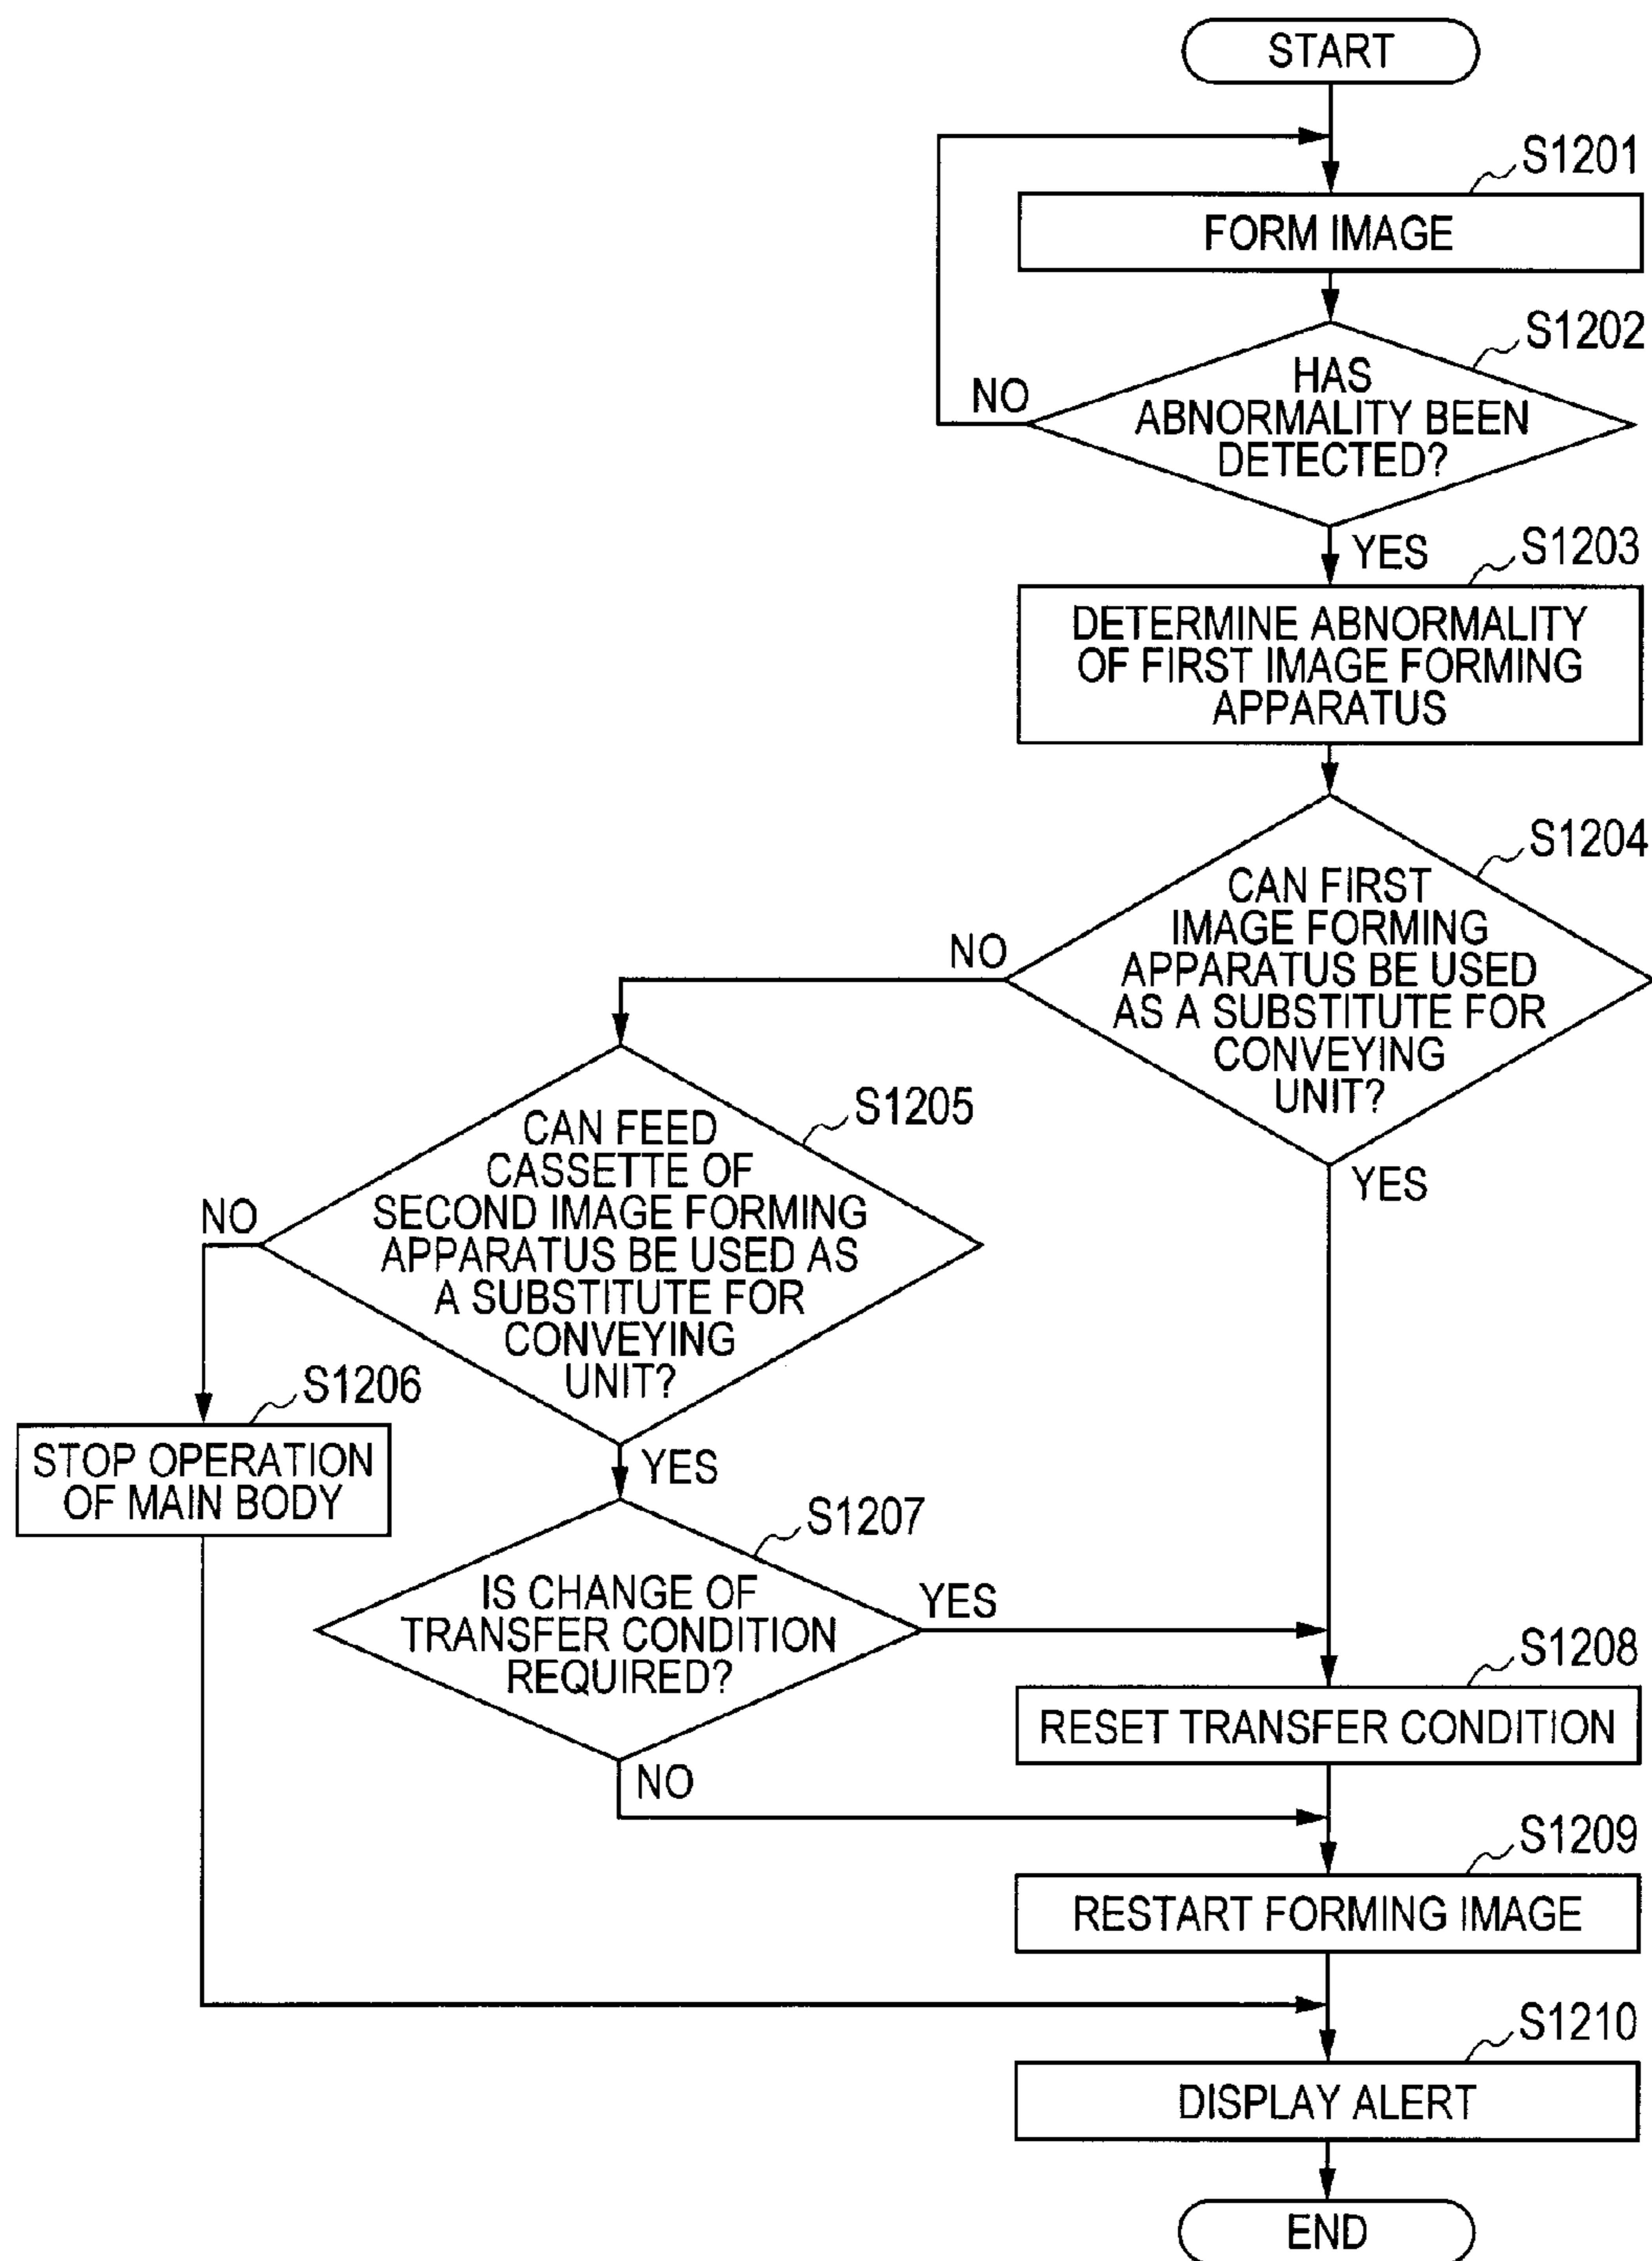 START
S1201
FORM IMAGE
S1202
HAS
ABNORMALITY BEEN
DETECTED?
NO
YES
S1203
DETERMINE ABNORMALITY
OF FIRST IMAGE FORMING
APPARATUS
S1204
CAN FIRST
IMAGE FORMING
APPARATUS BE USED
AS A SUBSTITUTE FOR
CONVEYING
UNIT?
NO
YES
S1205
CAN FEED
CASSETTE OF
SECOND IMAGE FORMING
APPARATUS BE USED AS
A SUBSTITUTE FOR
CONVEYING
UNIT?
NO
YES
S1206
STOP OPERATION
OF MAIN BODY
S1207
IS CHANGE OF
TRANSFER CONDITION
REQUIRED?
YES
NO
S1208
RESET TRANSFER CONDITION
S1209
RESTART FORMING IMAGE
S1210
DISPLAY ALERT
END